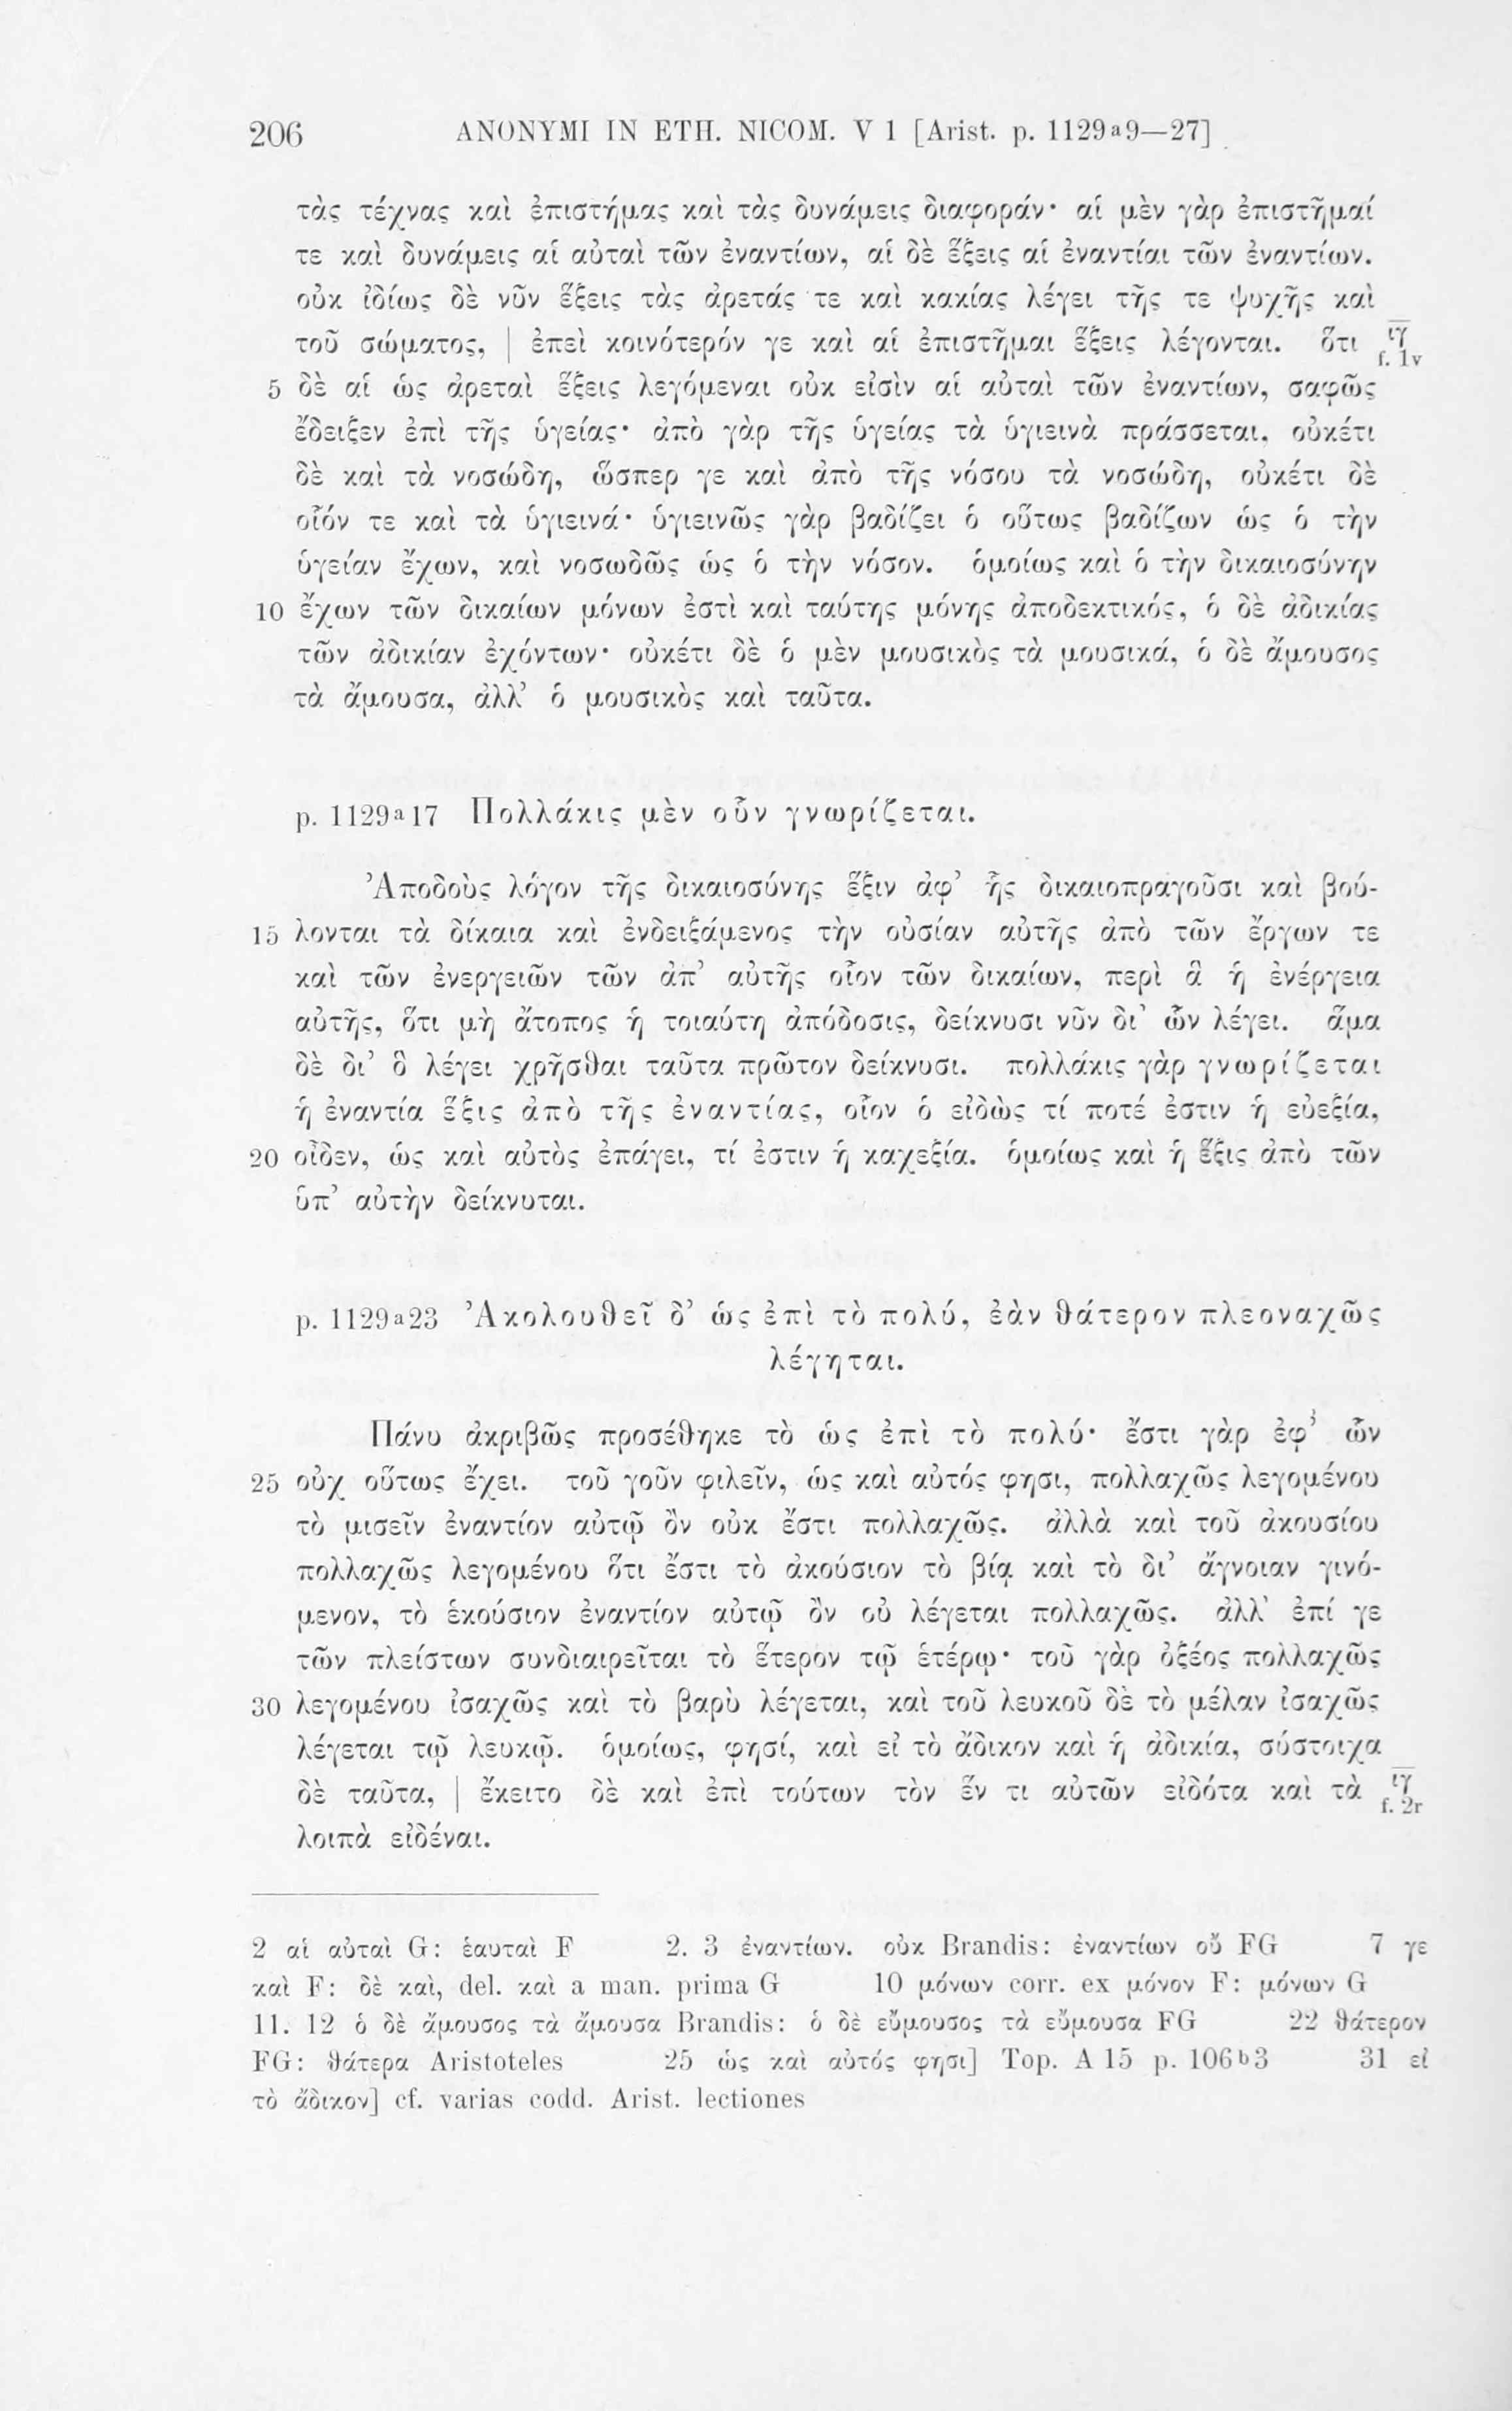 206 ANONYMI IN ETH. NICOM. V 1 [Arist. p. 1129ª9—27]
τὰς τέχνας καὶ ἐπιστήμας καὶ τὰς δυνάμεις διαφοράν· αἱ μὲν γὰρ ἐπιστῆμαί
τε καὶ δυνάμεις αἱ αὐταὶ τῶν ἐναντίων, αἱ δὲ ἕξεις αἱ ἐναντίαι τῶν ἐναντίων.
οὐκ ἰδίως δὲ νῦν ἕξεις τὰς ἀρετάς τε καὶ κακίας λέγει τῆς τε ψυχῆς καὶ
τοῦ σώματος, | ἐπεὶ κοινότερόν γε καὶ αἱ ἐπιστῆμαι ἕξεις λέγονται. ὅτι ιγ f. 1v
5 δὲ αἱ ὡς ἀρεταὶ ἕξεις λεγόμεναι οὐκ εἰσὶν αἱ αὐταὶ τῶν ἐναντίων, σαφῶς
ἔδειξεν ἐπὶ τῆς ὑγείας· ἀπὸ γὰρ τῆς ὑγείας τὰ ὑγιεινὰ πράσσεται, οὐκέτι
δὲ καὶ τὰ νοσώδη, ὥσπερ γε καὶ ἀπὸ τῆς νόσου τὰ νοσώδη, οὐκέτι δὲ
οἷόν τε καὶ τὰ ὑγιεινά· ὑγιεινῶς γὰρ βαδίζει ὁ οὕτως βαδίζων ὡς ὁ τὴν
ὑγείαν ἔχων, καὶ νοσωδῶς ὡς ὁ τὴν νόσον. ὁμοίως καὶ ὁ τὴν δικαιοσύνην
10 ἔχων τῶν δικαίων μόνων ἐστὶ καὶ ταύτης μόνης ἀποδεκτικός, ὁ δὲ ἀδικίας
τῶν ἀδικίαν ἐχόντων· οὐκέτι δὲ ὁ μὲν μουσικὸς τὰ μουσικά, ὁ δὲ ἄμουσος
τὰ ἄμουσα, ἀλλ’ ὁ μουσικὸς καὶ ταῦτα.
p. 1129ª17 Πολλάκις μὲν οὖν γνωρίζεται.
Ἀποδοὺς λόγον τῆς δικαιοσύνης ἕξιν ἀφ’ ἧς δικαιοπραγοῦσι καὶ βού-
15 λονται τὰ δίκαια καὶ ἐνδειξάμενος τὴν οὐσίαν αὐτῆς ἀπὸ τῶν ἔργων τε
καὶ τῶν ἐνεργειῶν τῶν ἀπ’ αὐτῆς οἷον τῶν δικαίων, περὶ ἃ ἡ ἐνέργεια
αὐτῆς, ὅτι μὴ ἄτοπος ἡ τοιαύτη ἀπόδοσις, δείκνυσι νῦν δι’ ὧν λέγει. ἅμα
δὲ δι’ ὃ λέγει χρῆσθαι ταῦτα πρῶτον δείκνυσι. πολλάκις γὰρ γνωρίζεται
ἡ ἐναντία ἕξις ἀπὸ τῆς ἐναντίας, οἷον ὁ εἰδὼς τί ποτέ ἐστιν ἡ εὐεξία,
20 οἶδεν, ὡς καὶ αὐτὸς ἐπάγει, τί ἐστιν ἡ καχεξία. ὁμοίως καὶ ἡ ἕξις ἀπὸ τῶν
ὑπ’ αὐτὴν δείκνυται.
p. 1129ª23 Ἀκολουθεῖ δ’ ὡς ἐπὶ τὸ πολύ, ἐὰν θάτερον πλεοναχῶς
λέγηται.
Πάνυ ἀκριβῶς προσέθηκε τὸ ὡς ἐπὶ τὸ πολύ· ἔστι γὰρ ἐφ’ ὧν
25 οὐχ οὕτως ἔχει. τοῦ γοῦν φιλεῖν, ὡς καὶ αὐτός φησι, πολλαχῶς λεγομένου
τὸ μισεῖν ἐναντίον αὐτῷ ὂν οὐκ ἔστι πολλαχῶς. ἀλλὰ καὶ τοῦ ἀκουσίου
πολλαχῶς λεγομένου ὅτι ἔστι τὸ ἀκούσιον τὸ βίᾳ καὶ τὸ δι’ ἄγνοιαν γινό-
μενον, τὸ ἑκούσιον ἐναντίον αὐτῷ ὂν οὐ λέγεται πολλαχῶς. ἀλλ’ ἐπί γε
τῶν πλείστων συνδιαιρεῖται τὸ ἕτερον τῷ ἑτέρῳ· τοῦ γὰρ ὀξέος πολλαχῶς
30 λεγομένου ἰσαχῶς καὶ τὸ βαρὺ λέγεται, καὶ τοῦ λευκοῦ δὲ τὸ μέλαν ἰσαχῶς
λέγεται τῷ λευκῷ. ὁμοίως, φησί, καὶ εἰ τὸ ἄδικον καὶ ἡ ἀδικία, σύστοιχα
δὲ ταῦτα, | ἔκειτο δὲ καὶ ἐπὶ τούτων τὸν ἕν τι αὐτῶν εἰδότα καὶ τὰ ιγ f. 2r
λοιπὰ εἰδέναι.
2 αἱ αὐταὶ G: ἑαυταὶ F 2. 3 ἐναντίων. οὐκ Brandis: ἐναντίων οὔ FG 7 γε
καὶ F: δὲ καὶ, del. καὶ a man. prima G 10 μόνων corr. ex μόνον F: μόνων G
11. 12 ὁ δὲ ἄμουσος τὰ ἄμουσα Brandis: ὁ δὲ εὔμουσος τὰ εὔμουσα FG 22 θάτερον
FG: θάτερα Aristoteles 25 ὡς καὶ αὐτός φησι] Top. A 15 p. 106ᵇ3 31 εἰ
τὸ ἄδικον] cf. varias codd. Arist. lectiones